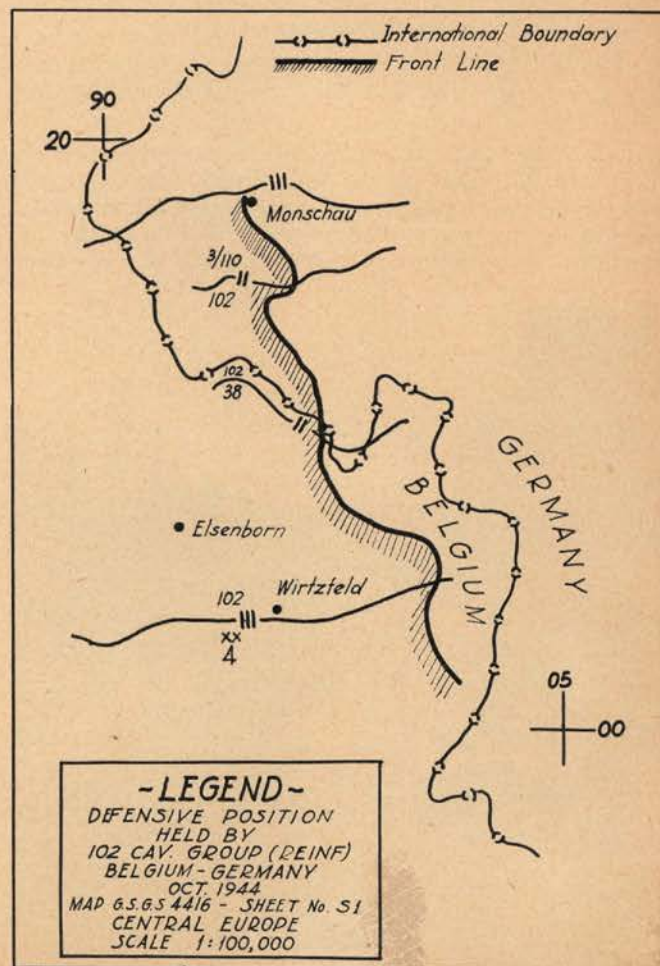 International Boundary
Front Line
90
20
III
Monschau
3/110
II
102
102
38
II
GERMANY
BELGIUM
Elsenborn
102
Wirtzfeld
III
xx
4
05
00
~LEGEND~
DEFENSIVE POSITION
HELD BY
102 CAV. GROUP (REINF)
BELGIUM-GERMANY
OCT. 1944
MAP G.S.G.S 4416 - SHEET No. S1
CENTRAL EUROPE
SCALE 1:100,000